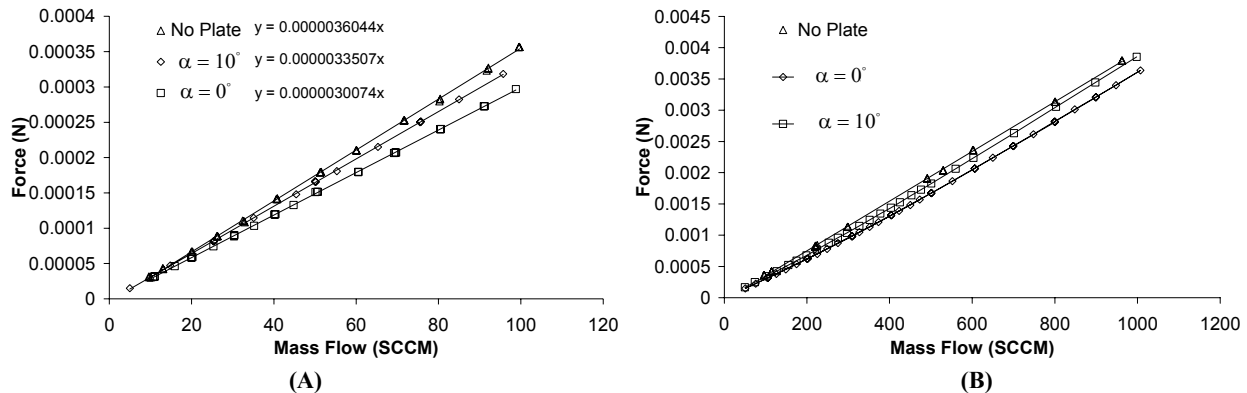 0.0004
0.00035
0.0003
0.00025
0.0002
0.00015
0.0001
0.00005
0
Force (N)
No Plate y = 0.0000036044x
α = 10° y = 0.0000033507x
α = 0° y = 0.0000030074x
0 20 40 60 80 100 120
Mass Flow (SCCM)
(A)
0.0045
0.004
0.0035
0.003
0.0025
0.002
0.0015
0.001
0.0005
0
Force (N)
No Plate
α = 0°
α = 10°
0 200 400 600 800 1000 1200
Mass Flow (SCCM)
(B)